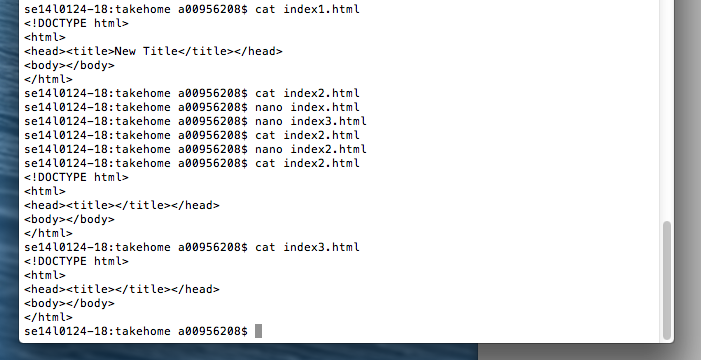 se14l0124-18:takehome a00956208$ cat index1.html
<!DOCTYPE html>
<html>
<head><title>New Title</title></head>
<body></body>
</html>
se14l0124-18:takehome a00956208$ cat index2.html
se14l0124-18:takehome a00956208$ nano index.html
se14l0124-18:takehome a00956208$ nano index3.html
se14l0124-18:takehome a00956208$ cat index2.html
se14l0124-18:takehome a00956208$ nano index2.html
se14l0124-18:takehome a00956208$ cat index2.html
<!DOCTYPE html>
<html>
<head><title></title></head>
<body></body>
</html>
se14l0124-18:takehome a00956208$ cat index3.html
<!DOCTYPE html>
<html>
<head><title></title></head>
<body></body>
</html>
se14l0124-18:takehome a00956208$